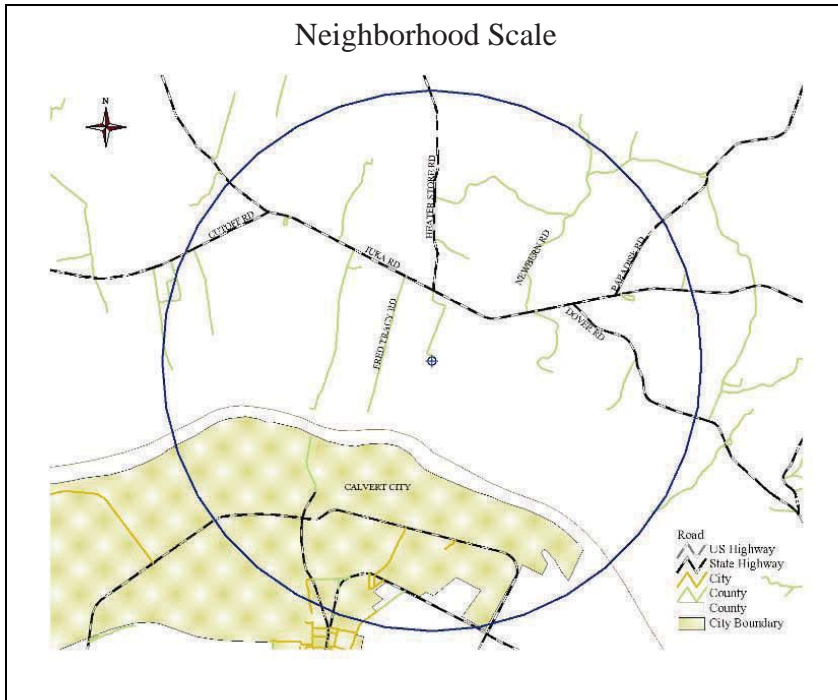 Neighborhood Scale
N
CUTOFF RD
IUKA RD
HEATER STORE RD
NEWBERN RD
PARADISE RD
DOVER RD
FRED TRACY RD
CALVERT CITY
Road
US Highway
State Highway
City
County
County
City Boundary